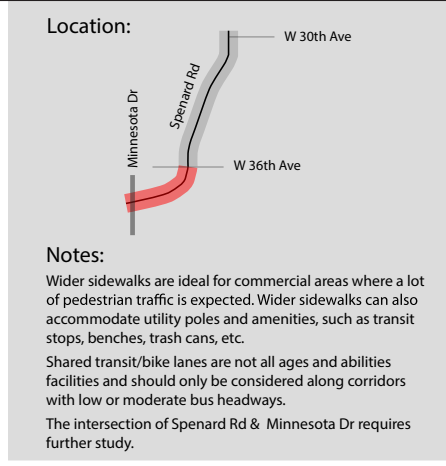 Location:
W 30th Ave
Spenard Rd
Minnesota Dr
W 36th Ave
Notes:
Wider sidewalks are ideal for commercial areas where a lot
of pedestrian traffic is expected. Wider sidewalks can also
accommodate utility poles and amenities, such as transit
stops, benches, trash cans, etc.
Shared transit/bike lanes are not all ages and abilities
facilities and should only be considered along corridors
with low or moderate bus headways.
The intersection of Spenard Rd & Minnesota Dr requires
further study.